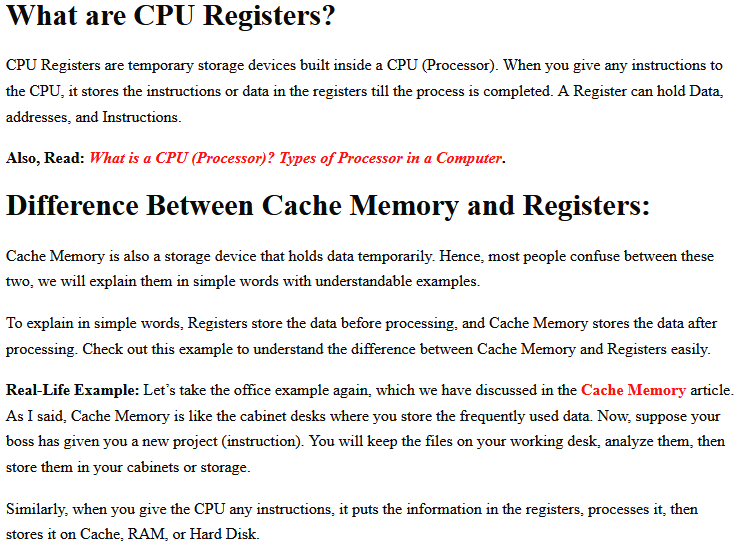 What are CPU Registers?
CPU Registers are temporary storage devices built inside a CPU (Processor). When you give any instructions to
the CPU, it stores the instructions or data in the registers till the process is completed. A Register can hold Data,
addresses, and Instructions.
Also, Read: What is a CPU (Processor)? Types of Processor in a Computer.
Difference Between Cache Memory and Registers:
Cache Memory is also a storage device that holds data temporarily. Hence, most people confuse between these
two, we will explain them in simple words with understandable examples.
To explain in simple words, Registers store the data before processing, and Cache Memory stores the data after
processing. Check out this example to understand the difference between Cache Memory and Registers easily.
Real-Life Example: Let’s take the office example again, which we have discussed in the Cache Memory article.
As I said, Cache Memory is like the cabinet desks where you store the frequently used data. Now, suppose your
boss has given you a new project (instruction). You will keep the files on your working desk, analyze them, then
store them in your cabinets or storage.
Similarly, when you give the CPU any instructions, it puts the information in the registers, processes it, then
stores it on Cache, RAM, or Hard Disk.